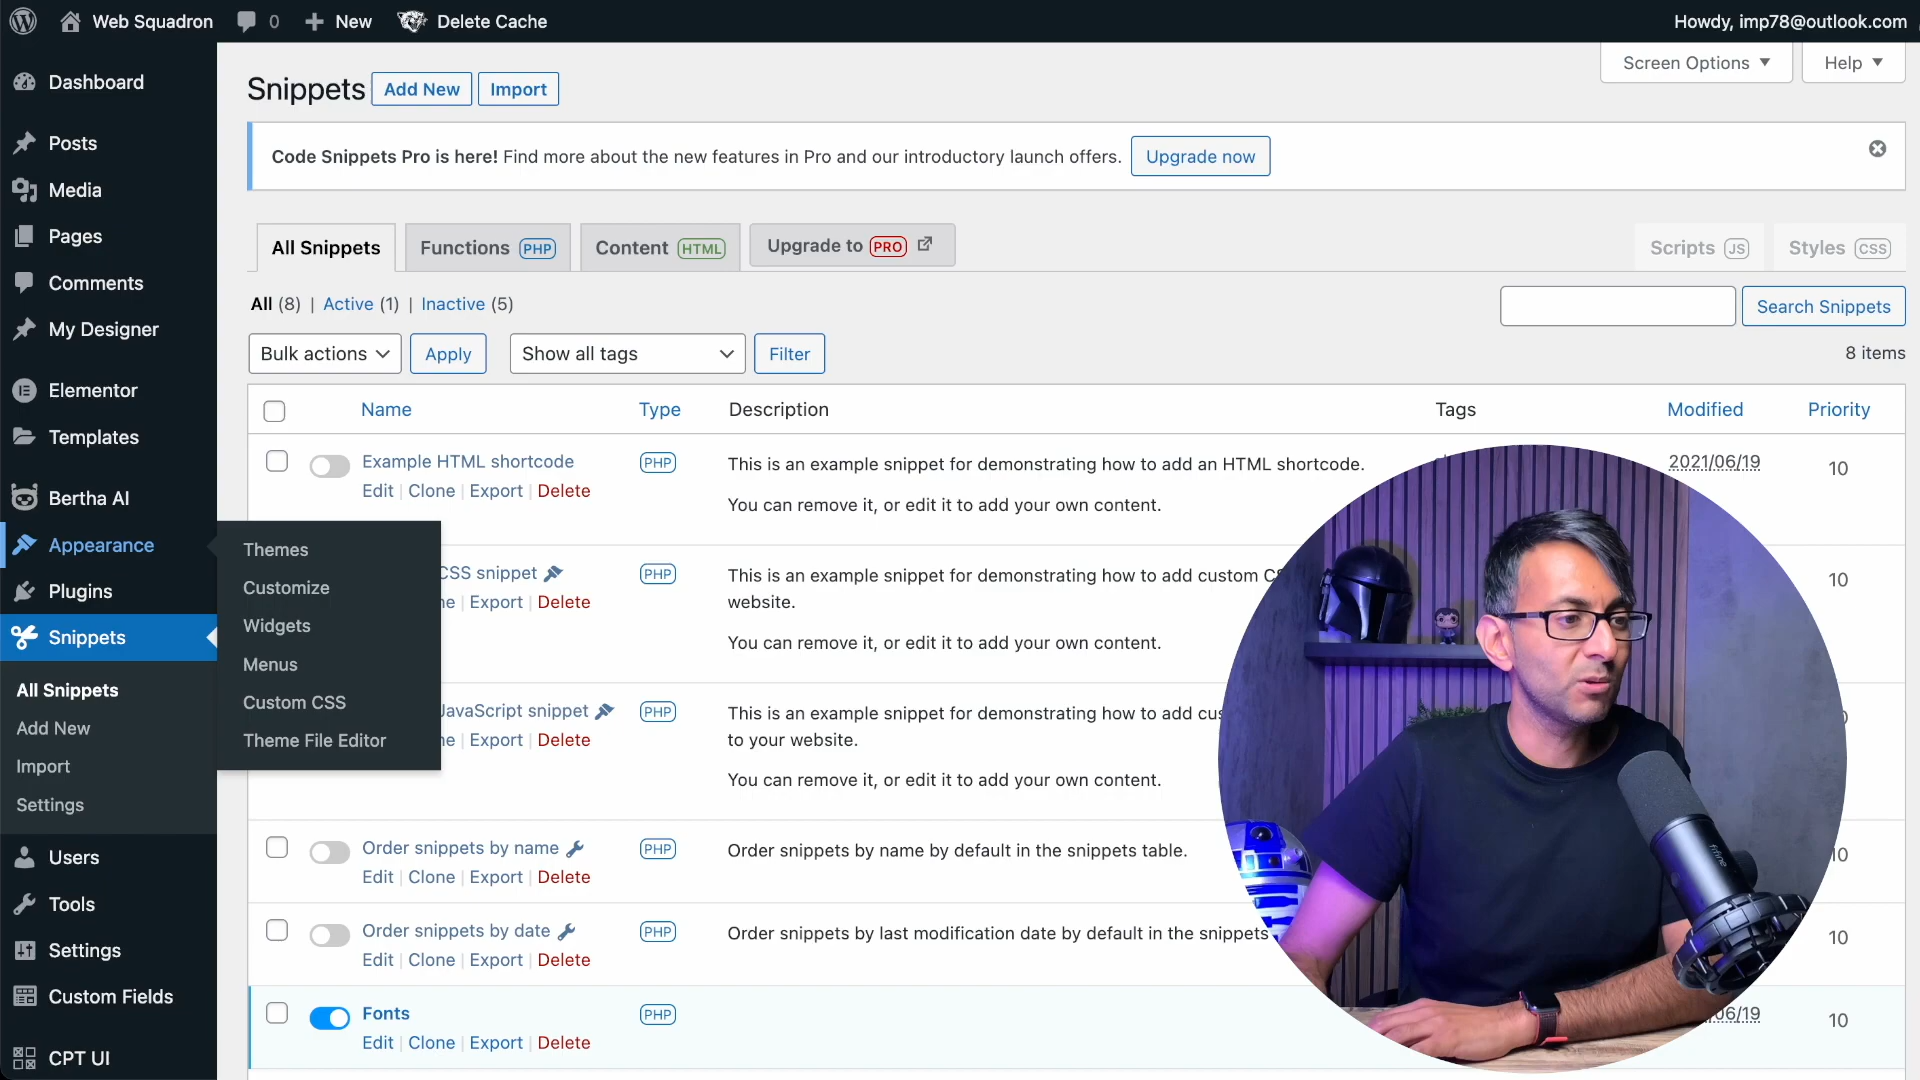 Web Squadron 0 New Delete Cache Howdy, imp78@outlook.com
Screen Options Help
Dashboard
Posts
Media
Pages
Comments
My Designer
Elementor
Templates
Bertha AI
Appearance
Plugins
Snippets
All Snippets
Add New
Import
Settings
Users
Tools
Settings
Custom Fields
CPT UI
Themes
Customize
Widgets
Menus
Custom CSS
Theme File Editor
Snippets Add New Import
Code Snippets Pro is here! Find more about the new features in Pro and our introductory launch offers. Upgrade now
All Snippets Functions PHP Content HTML Upgrade to PRO Scripts JS Styles CSS
All (8) | Active (1) | Inactive (5)
Search Snippets
Bulk actions Apply Show all tags Filter 8 items
Name Type Description Tags Modified Priority
Example HTML shortcode PHP This is an example snippet for demonstrating how to add an HTML shortcode. 2021/06/19 10
Edit | Clone | Export | Delete
You can remove it, or edit it to add your own content.
CSS snippet PHP This is an example snippet for demonstrating how to add custom 10
website.
Export | Delete
You can remove it, or edit it to add your own content.
JavaScript snippet PHP This is an example snippet for demonstrating how to add
to your website.
Export | Delete
You can remove it, or edit it to add your own content.
Order snippets by name PHP Order snippets by name by default in the snippets table. 10
Edit | Clone | Export | Delete
Order snippets by date PHP Order snippets by last modification date by default in the snippets 10
Edit | Clone | Export | Delete
Fonts PHP 06/19 10
Edit | Clone | Export | Delete
fifine